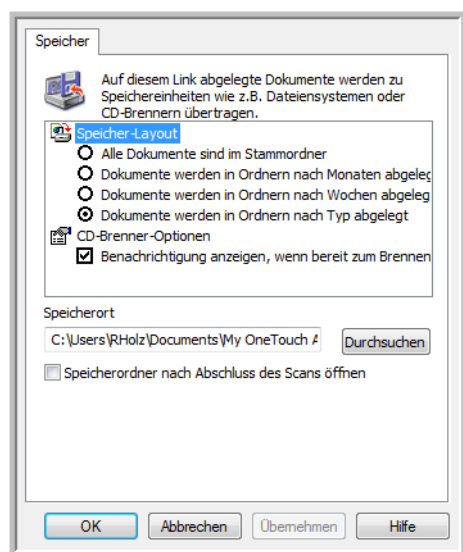 Speicher
Auf diesem Link abgelegte Dokumente werden zu
Speichereinheiten wie z.B. Dateiensystemen oder
CD-Brennern übertragen.
Speicher-Layout
Alle Dokumente sind im Stammordner
Dokumente werden in Ordnern nach Monaten abgeleg
Dokumente werden in Ordnern nach Wochen abgeleg
Dokumente werden in Ordnern nach Typ abgelegt
CD-Brenner-Optionen
Benachrichtigung anzeigen, wenn bereit zum Brennen
Speicherort
C:\Users\RHolz\Documents\My OneTouch A
Durchsuchen
Speicherordner nach Abschluss des Scans öffnen
OK Abbrechen Übernehmen Hilfe